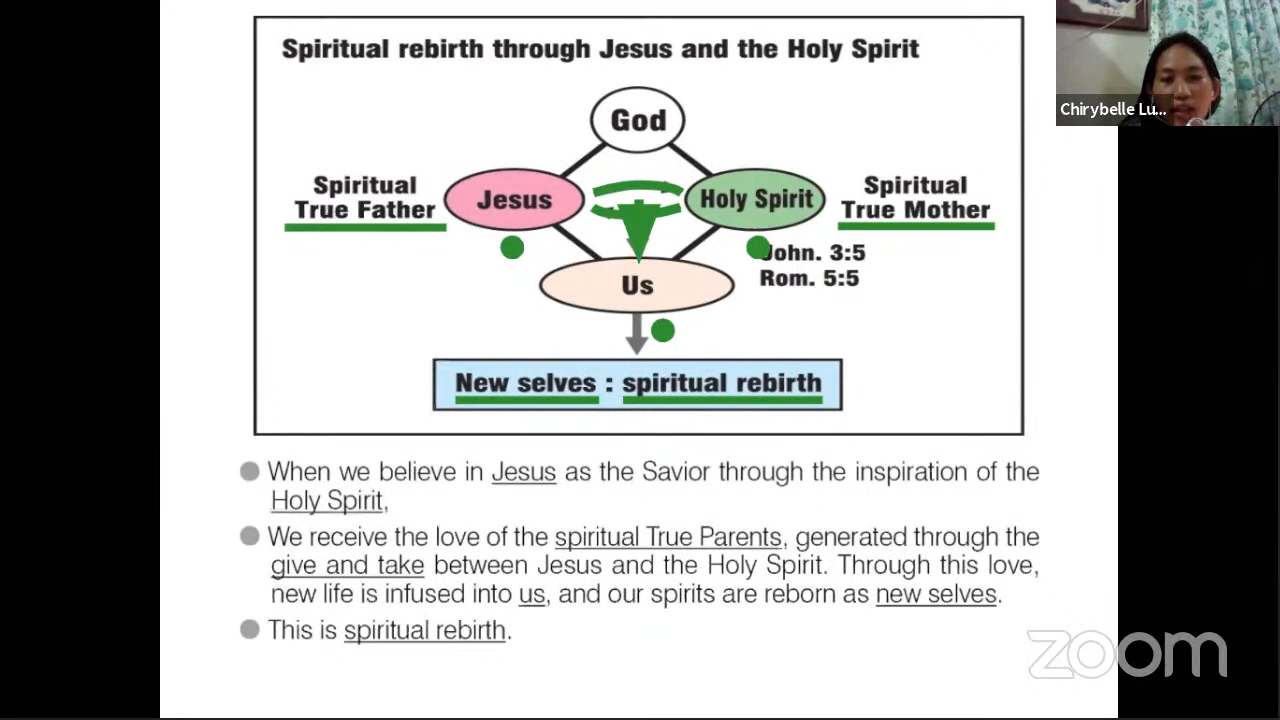 Spiritual rebirth through Jesus and the Holy Spirit
God
Spiritual
True Father
Jesus
Holy Spirit
Spiritual
True Mother
John. 3:5
Rom. 5:5
Us
New selves : spiritual rebirth
When we believe in Jesus as the Savior through the inspiration of the
Holy Spirit,
We receive the love of the spiritual True Parents, generated through the
give and take between Jesus and the Holy Spirit. Through this love,
new life is infused into us, and our spirits are reborn as new selves.
This is spiritual rebirth.
Chirybelle Lu...
zoom